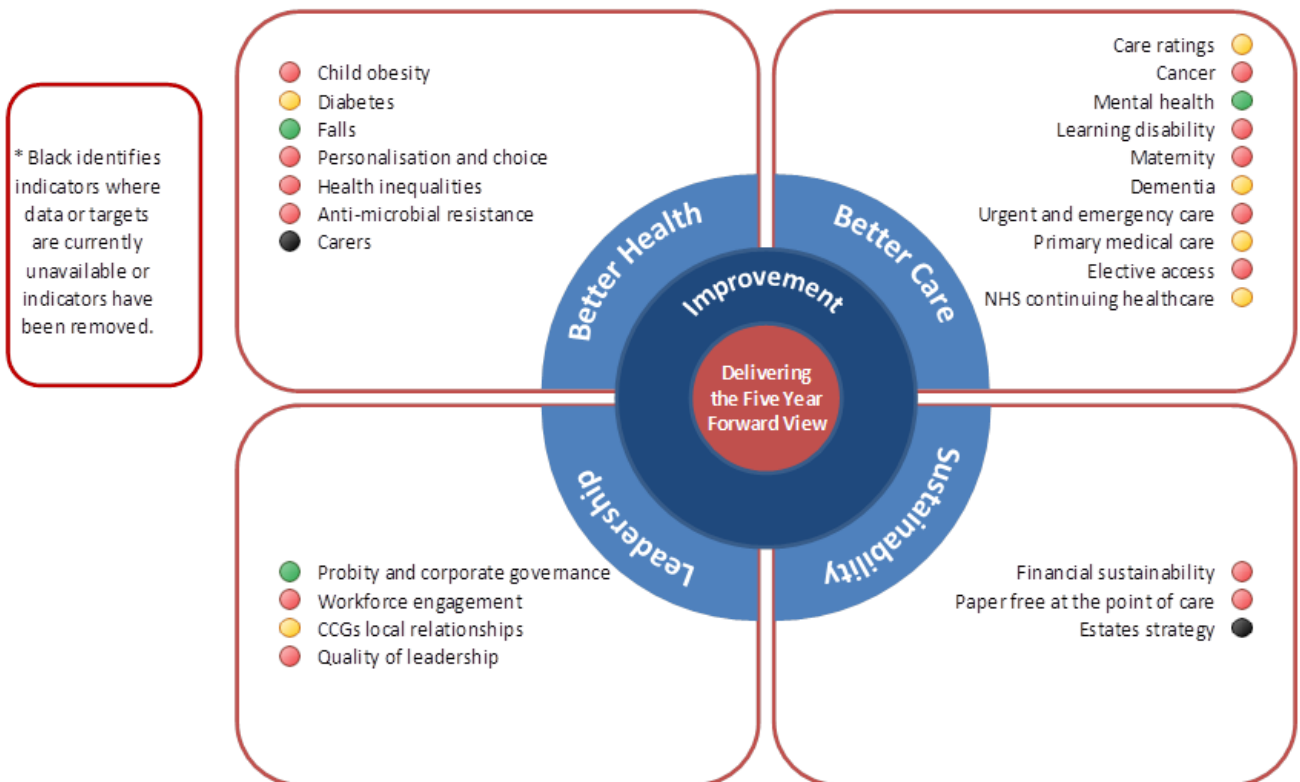 * Black identifies
indicators where
data or targets
are currently
unavailable or
indicators have
been removed.
Child obesity
Diabetes
Falls
Personalisation and choice
Health inequalities
Anti-microbial resistance
Carers
Care ratings
Cancer
Mental health
Learning disability
Maternity
Dementia
Urgent and emergency care
Primary medical care
Elective access
NHS continuing healthcare
Better Health
Better Care
Improvement
Delivering
the Five Year
Forward View
Leadership
Sustainability
Probity and corporate governance
Workforce engagement
CCGs local relationships
Quality of leadership
Financial sustainability
Paper free at the point of care
Estates strategy